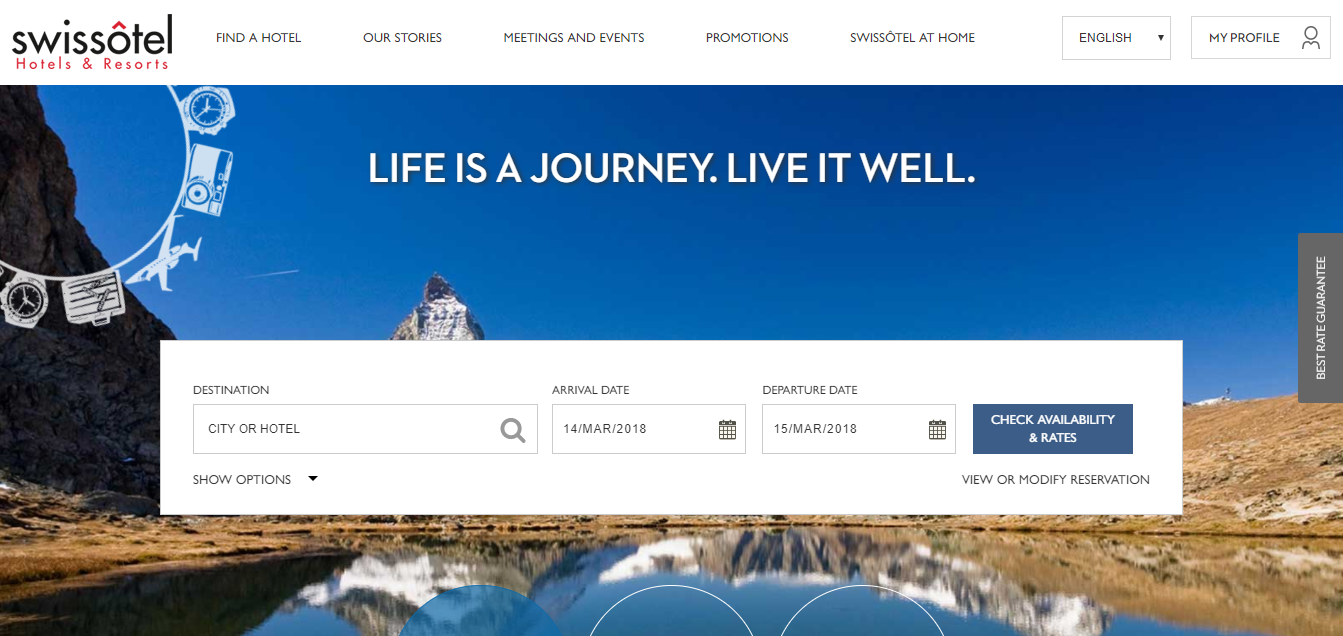 swissôtel
Hotels & Resorts
FIND A HOTEL
OUR STORIES
MEETINGS AND EVENTS
PROMOTIONS
SWISSÔTEL AT HOME
ENGLISH
MY PROFILE
LIFE IS A JOURNEY. LIVE IT WELL.
BEST RATE GUARANTEE
DESTINATION
ARRIVAL DATE
DEPARTURE DATE
CITY OR HOTEL
14/MAR/2018
15/MAR/2018
CHECK AVAILABILITY
& RATES
SHOW OPTIONS
VIEW OR MODIFY RESERVATION